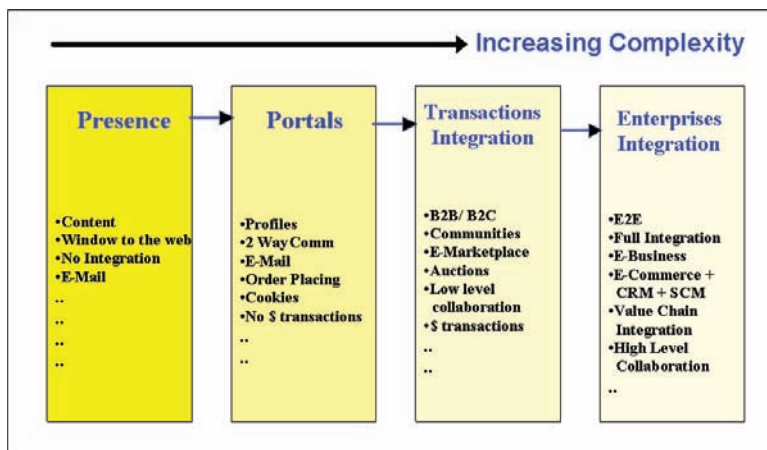 Increasing Complexity
Presence
•Content
•Window to the web
•No Integration
•E-Mail
..
..
..
..
Portals
•Profiles
•2 Way Comm
•E-Mail
•Order Placing
•Cookies
•No $ transactions
..
..
Transactions
Integration
•B2B/ B2C
•Communities
•E-Marketplace
•Auctions
•Low level
collaboration
•$ transactions
..
..
Enterprises
Integration
•E2E
•Full Integration
•E-Business
•E-Commerce +
CRM + SCM
•Value Chain
Integration
•High Level
Collaboration
..